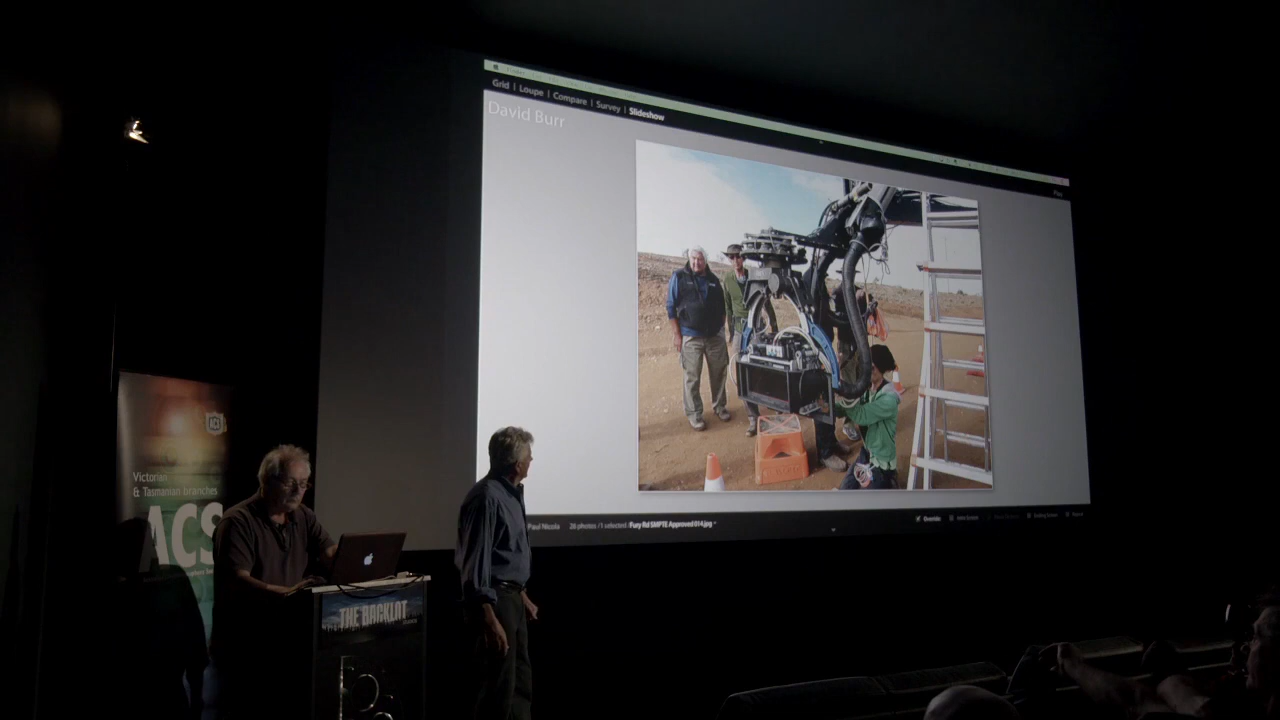 Grid | Loupe | Compare | Survey | Slideshow
David Burr
Paul Nicola 26 photos / 1 selected / Fury Rd SMPTE Approved 014.jpg
ACS
Victorian
& Tasmanian branches
ACS
THE BACKLOT